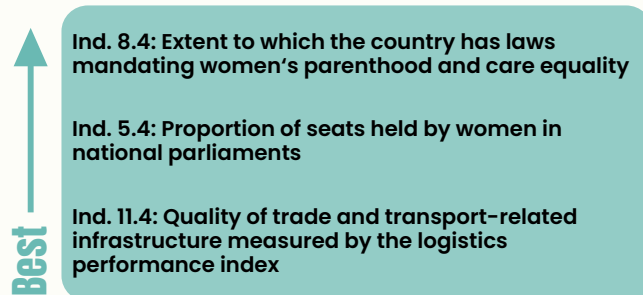 Ind. 8.4: Extent to which the country has laws
mandating women‘s parenthood and care equality
Ind. 5.4: Proportion of seats held by women in
national parliaments
Ind. 11.4: Quality of trade and transport-related
infrastructure measured by the logistics
performance index
Best